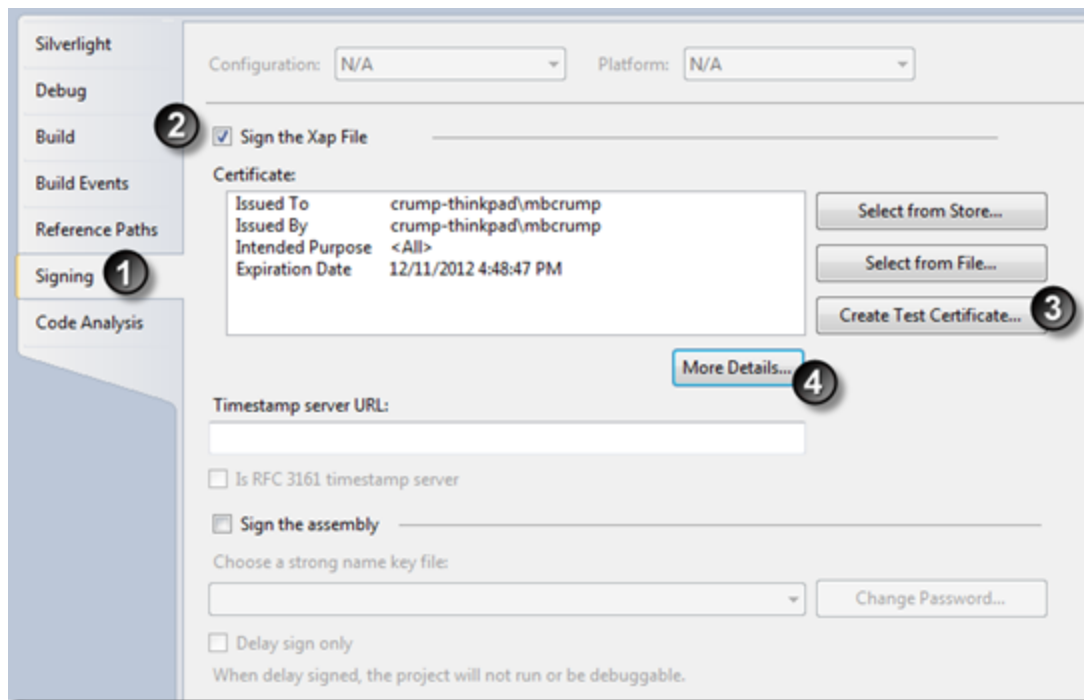 Silverlight
Debug
Build
Build Events
Reference Paths
Signing 1
Code Analysis
Configuration: N/A Platform: N/A
2 Sign the Xap File
Certificate:
Issued To crump-thinkpad\mbcrump
Issued By crump-thinkpad\mbcrump
Intended Purpose <All>
Expiration Date 12/11/2012 4:48:47 PM
Select from Store...
Select from File...
Create Test Certificate... 3
More Details... 4
Timestamp server URL:
Is RFC 3161 timestamp server
Sign the assembly
Choose a strong name key file:
Change Password...
Delay sign only
When delay signed, the project will not run or be debuggable.